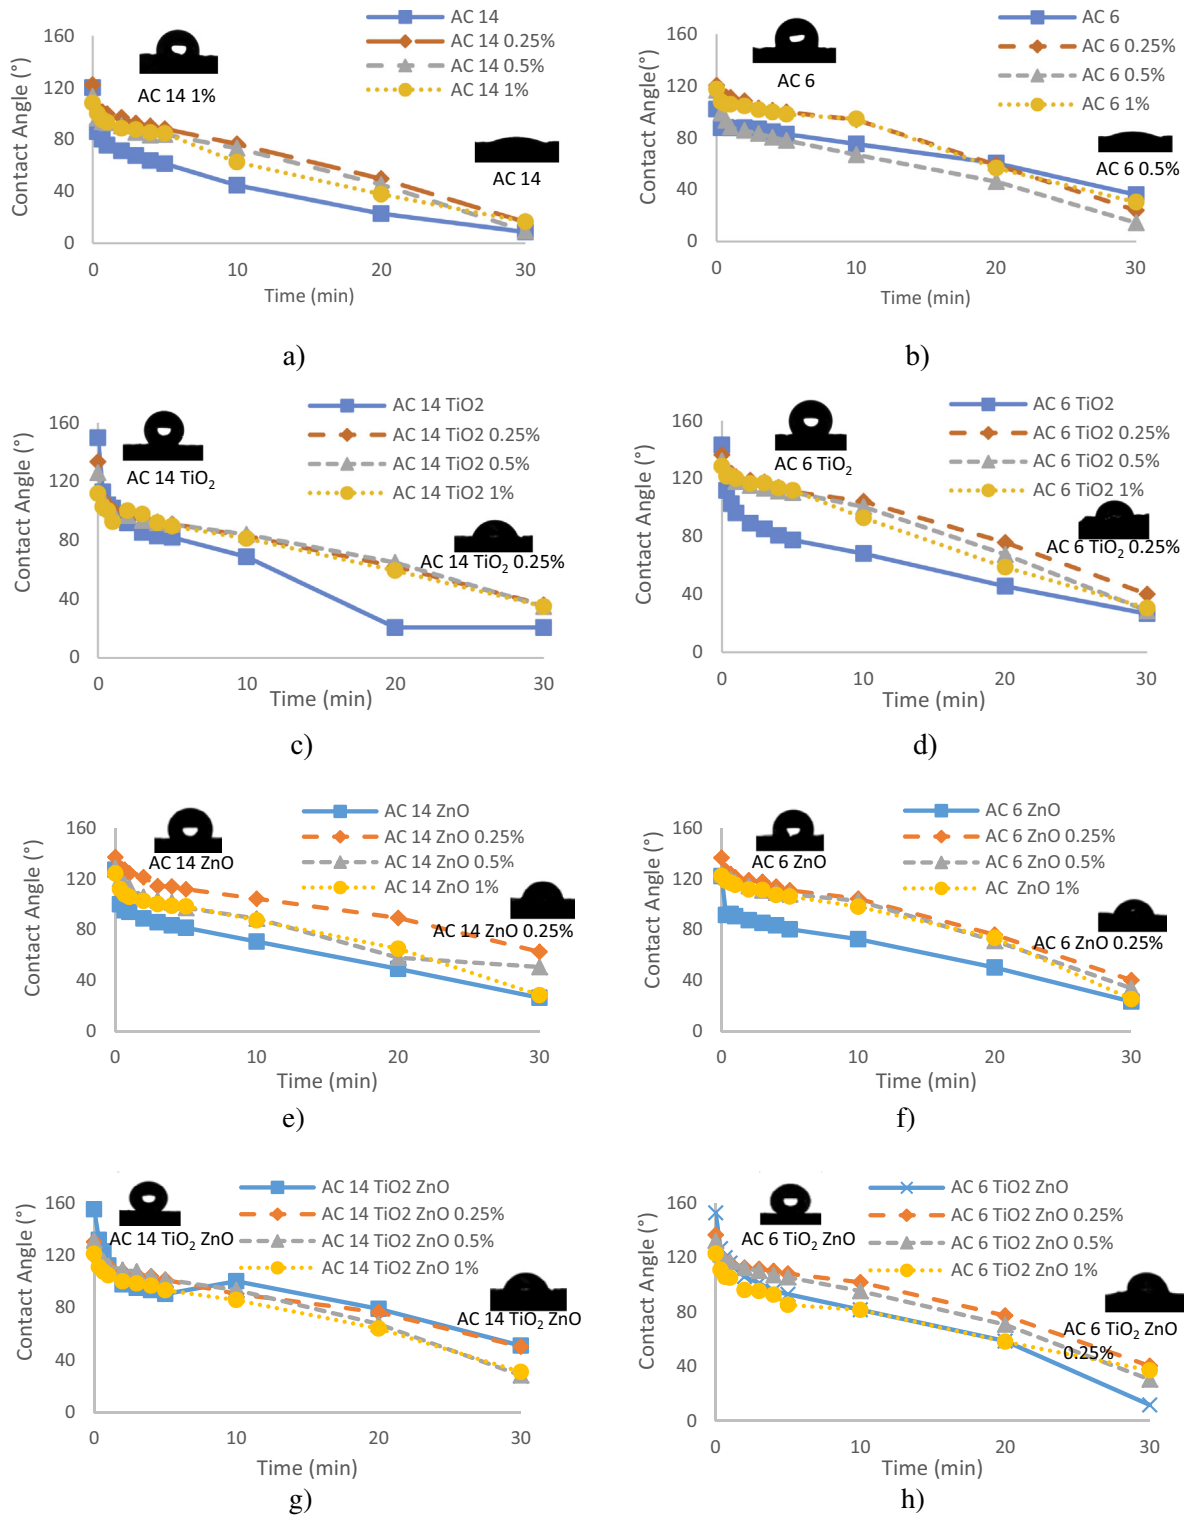 AC 14
AC 14 0.25%
AC 14 0.5%
AC 14 1%
160
120
80
40
0
Contact Angle (°)
AC 14 1%
AC 14
0 10 20 30
Time (min)
a)
AC 6
AC 6 0.25%
AC 6 0.5%
AC 6 1%
160
120
80
40
0
Contact Angle(°)
AC 6
AC 6 0.5%
0 10 20 30
Time (min)
b)
AC 14 TiO2
AC 14 TiO2 0.25%
AC 14 TiO2 0.5%
AC 14 TiO2 1%
160
120
80
40
0
Contact Angle (°)
AC 14 TiO₂
AC 14 TiO₂ 0.25%
0 10 20 30
Time (min)
c)
AC 6 TiO2
AC 6 TiO2 0.25%
AC 6 TiO2 0.5%
AC 6 TiO2 1%
160
120
80
40
0
Contact Angle (°)
AC 6 TiO₂
AC 6 TiO₂ 0.25%
0 10 20 30
Time (min)
d)
AC 14 ZnO
AC 14 ZnO 0.25%
AC 14 ZnO 0.5%
AC 14 ZnO 1%
160
120
80
40
0
Contact Angle (°)
AC 14 ZnO
AC 14 ZnO 0.25%
0 10 20 30
Time (min)
e)
AC 6 ZnO
AC 6 ZnO 0.25%
AC 6 ZnO 0.5%
AC  ZnO 1%
160
120
80
40
0
Contact Angle (°)
AC 6 ZnO
AC 6 ZnO 0.25%
0 10 20 30
Time (min)
f)
AC 14 TiO2 ZnO
AC 14 TiO2 ZnO 0.25%
AC 14 TiO2 ZnO 0.5%
AC 14 TiO2 ZnO 1%
160
120
80
40
0
Contact Angle (°)
AC 14 TiO₂ ZnO
AC 14 TiO₂ ZnO
0 10 20 30
Time (min)
g)
AC 6 TiO2 ZnO
AC 6 TiO2 ZnO 0.25%
AC 6 TiO2 ZnO 0.5%
AC 6 TiO2 ZnO 1%
160
120
80
40
0
Contact Angle (°)
AC 6 TiO₂ ZnO
AC 6 TiO₂ ZnO
0.25%
0 10 20 30
Time (min)
h)